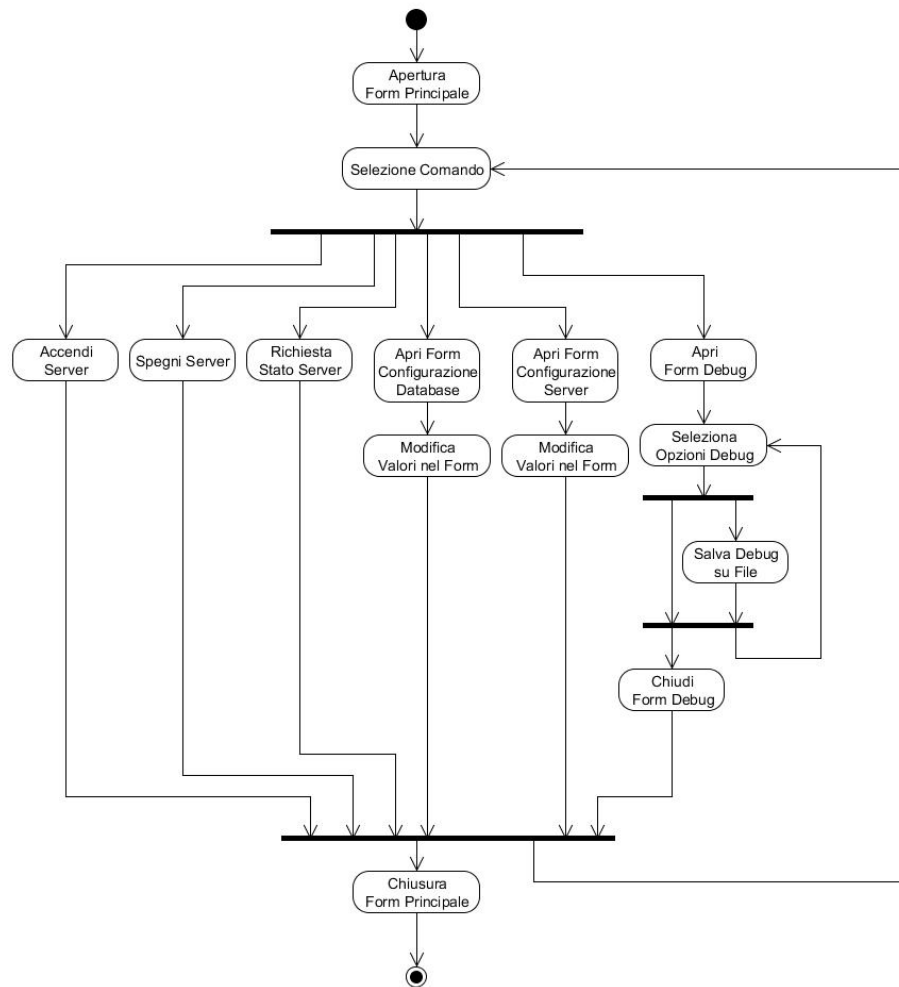 Apertura
Form Principale
Selezione Comando
Accendi
Server
Spegni Server
Richiesta
Stato Server
Apri Form
Configurazione
Database
Apri Form
Configurazione
Server
Apri
Form Debug
Modifica
Valori nel Form
Modifica
Valori nel Form
Seleziona
Opzioni Debug
Salva Debug
su File
Chiudi
Form Debug
Chiusura
Form Principale